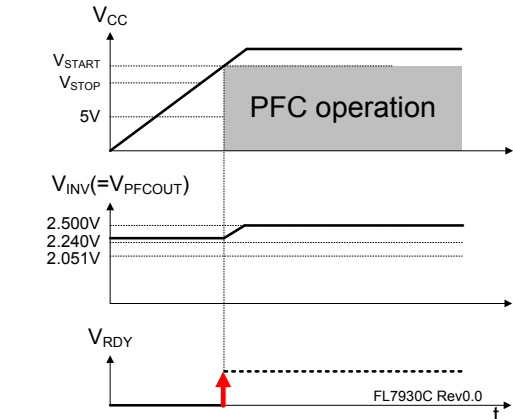 VCC
VSTART
VSTOP
5V
PFC operation
VINV(=VPFCOUT)
2.500V
2.240V
2.051V
VRDY
FL7930C Rev0.0
t